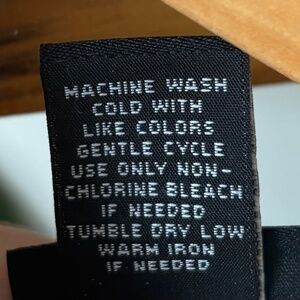 MACHINE WASH
COLD WITH
LIKE COLORS
GENTLE CYCLE
USE ONLY NON-
CHLORINE BLEACH
IF NEEDED
TUMBLE DRY LOW
WARM IRON
IF NEEDED